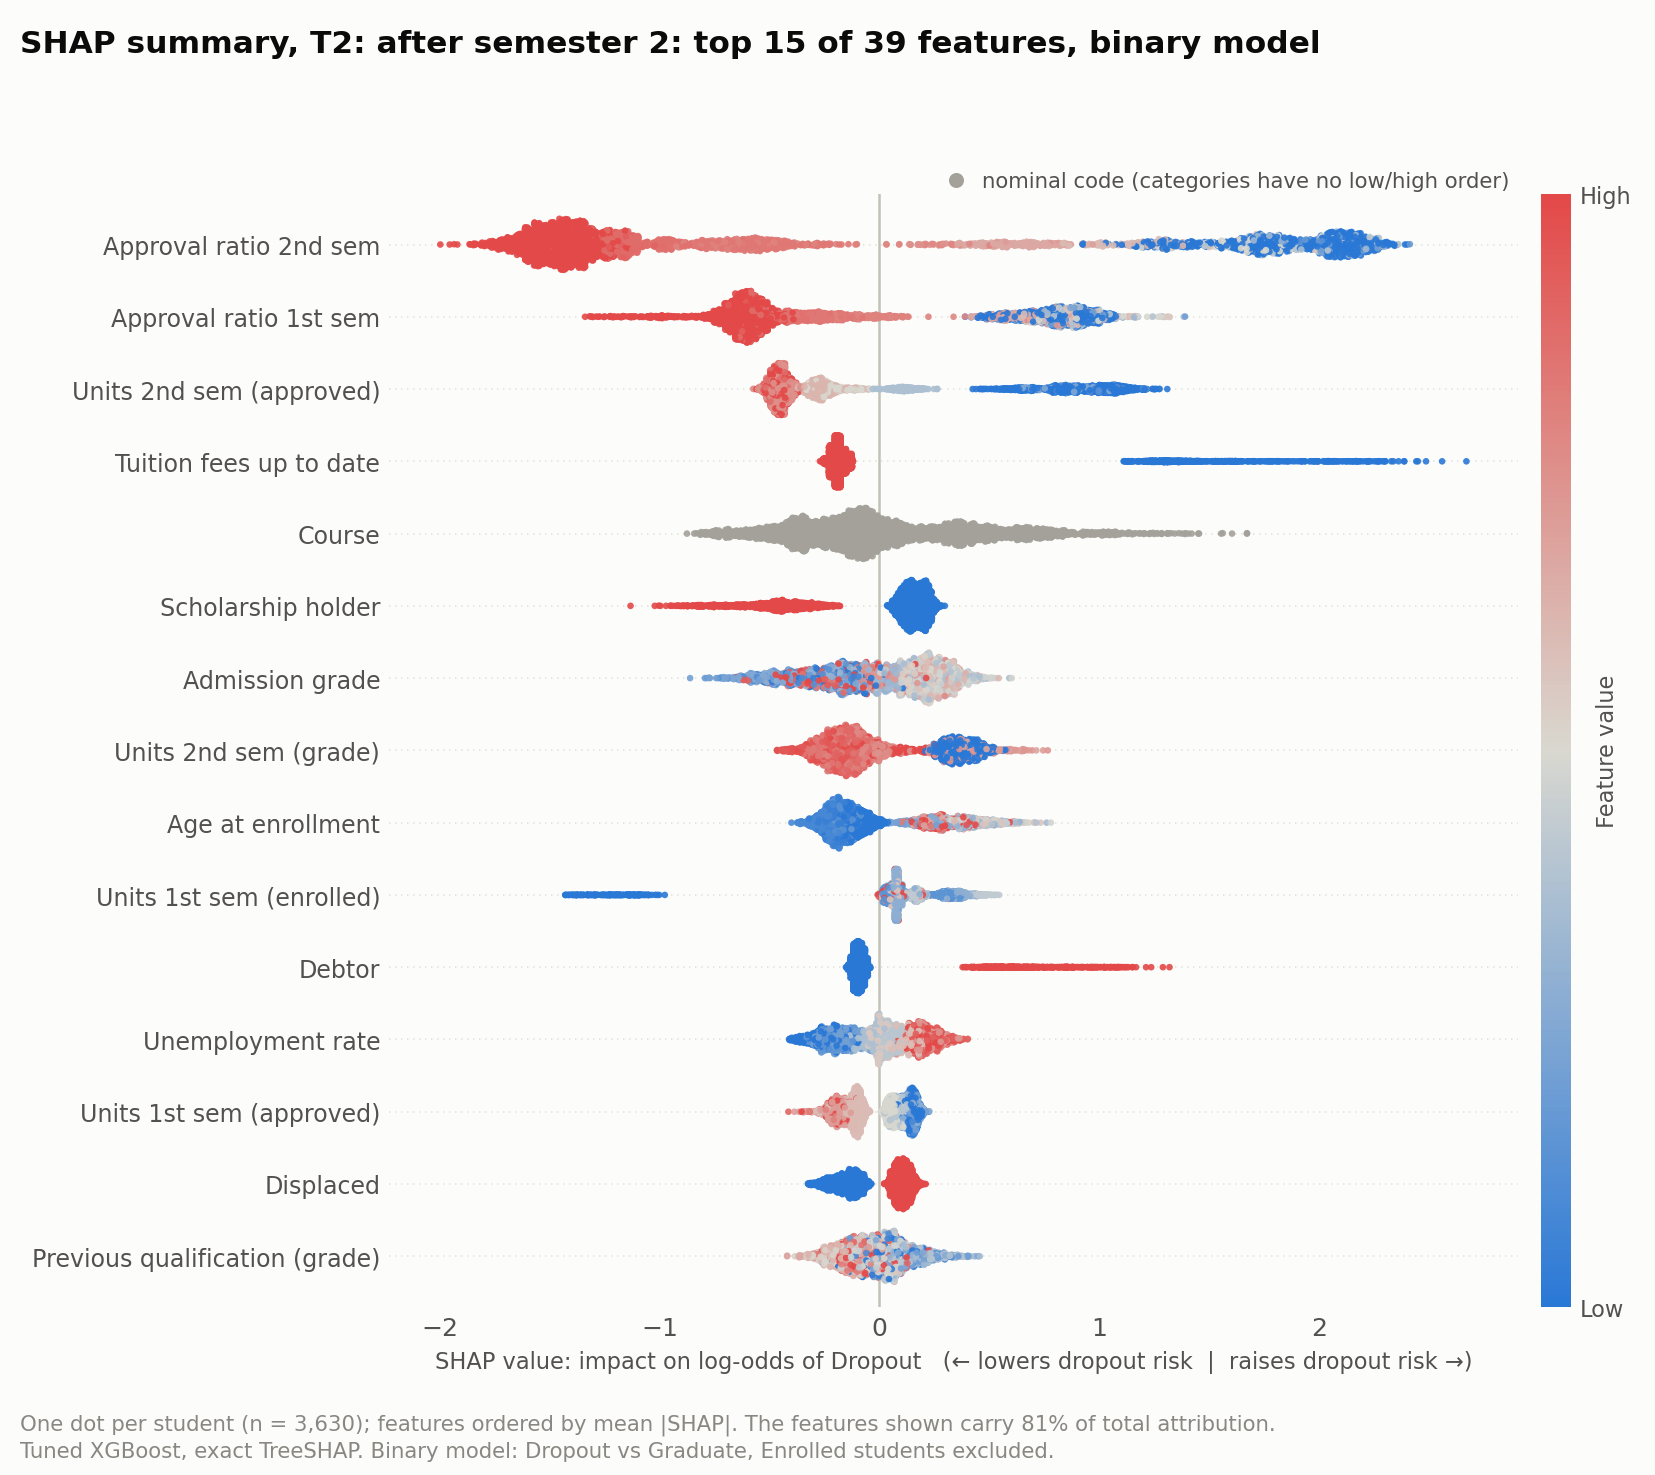 SHAP summary, T2: after semester 2: top 15 of 39 features, binary model
nominal code (categories have no low/high order)
High
Approval ratio 2nd sem
Approval ratio 1st sem
Units 2nd sem (approved)
Tuition fees up to date
Course
Scholarship holder
Admission grade
Units 2nd sem (grade)
Age at enrollment
Units 1st sem (enrolled)
Debtor
Unemployment rate
Units 1st sem (approved)
Displaced
Previous qualification (grade)
Feature value
Low
−2 −1 0 1 2
SHAP value: impact on log-odds of Dropout (← lowers dropout risk | raises dropout risk →)
One dot per student (n = 3,630); features ordered by mean |SHAP|. The features shown carry 81% of total attribution.
Tuned XGBoost, exact TreeSHAP. Binary model: Dropout vs Graduate, Enrolled students excluded.